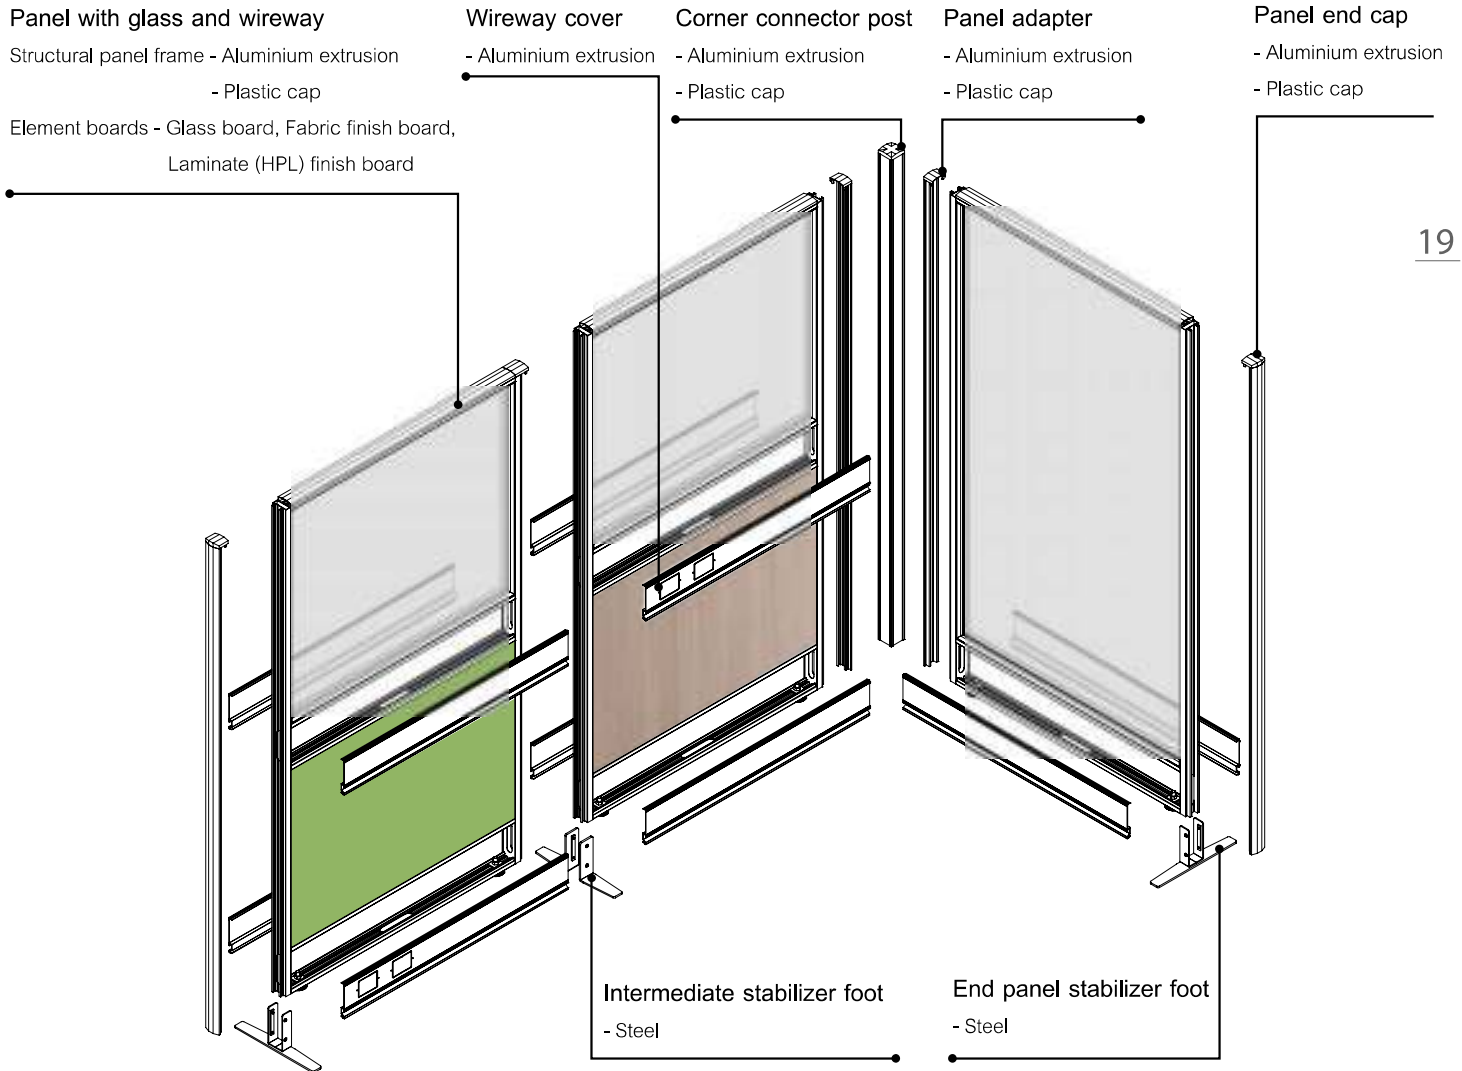 Panel with glass and wireway
Structural panel frame - Aluminium extrusion
- Plastic cap
Element boards - Glass board, Fabric finish board,
Laminate (HPL) finish board
Wireway cover
- Aluminium extrusion
Corner connector post
- Aluminium extrusion
- Plastic cap
Panel adapter
- Aluminium extrusion
- Plastic cap
Panel end cap
- Aluminium extrusion
- Plastic cap
19
Intermediate stabilizer foot
- Steel
End panel stabilizer foot
- Steel